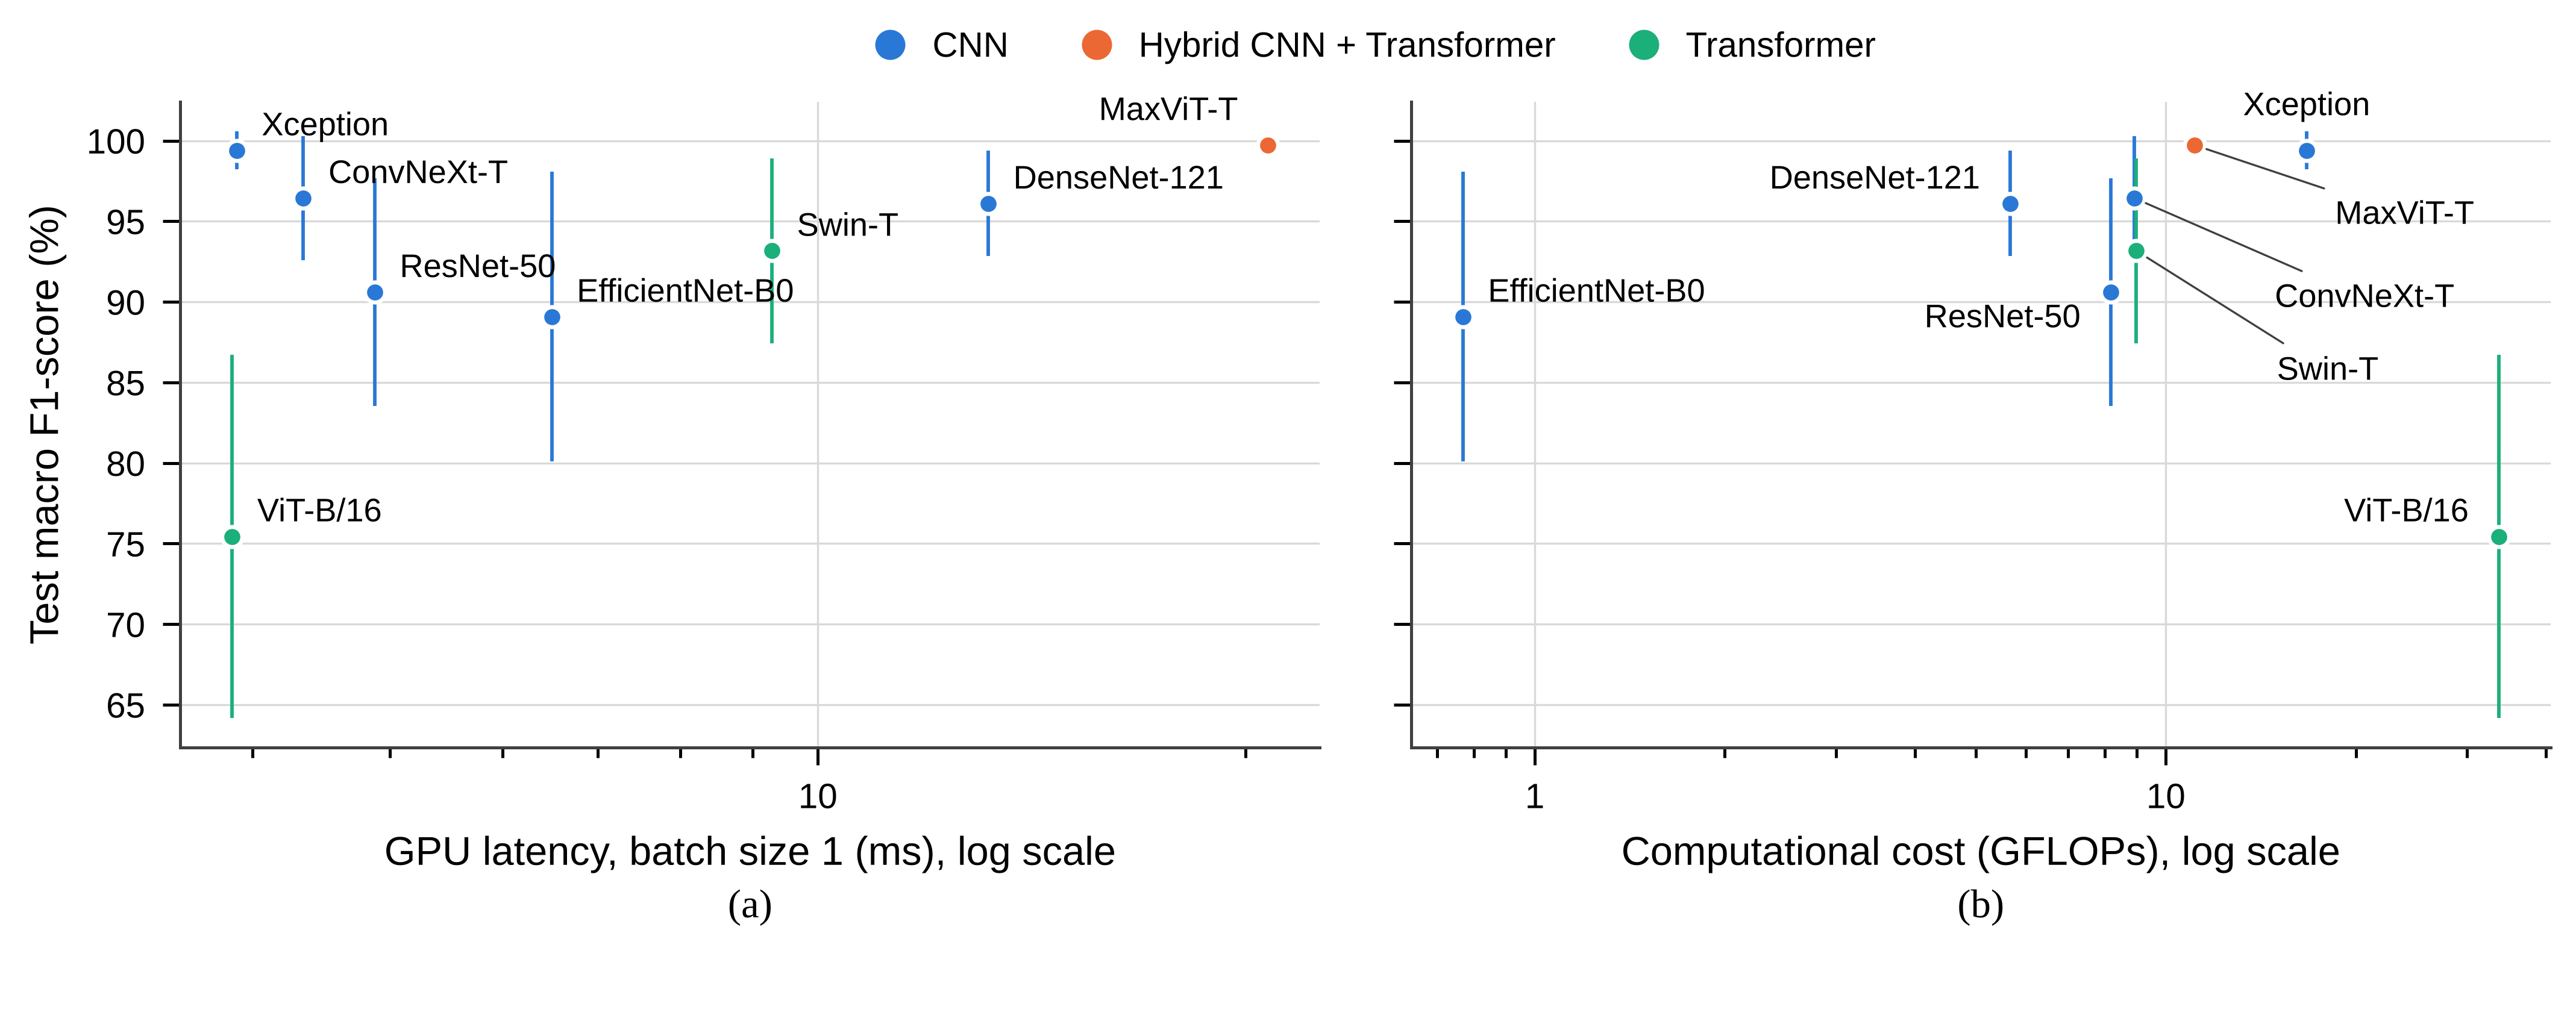 CNN Hybrid CNN + Transformer Transformer
Test macro F1-score (%)
100
95
90
85
80
75
70
65
Xception
ConvNeXt-T
ResNet-50
EfficientNet-B0
Swin-T
DenseNet-121
MaxViT-T
ViT-B/16
10
GPU latency, batch size 1 (ms), log scale
(a)
Xception
DenseNet-121
MaxViT-T
EfficientNet-B0
ConvNeXt-T
ResNet-50
Swin-T
ViT-B/16
1 10
Computational cost (GFLOPs), log scale
(b)